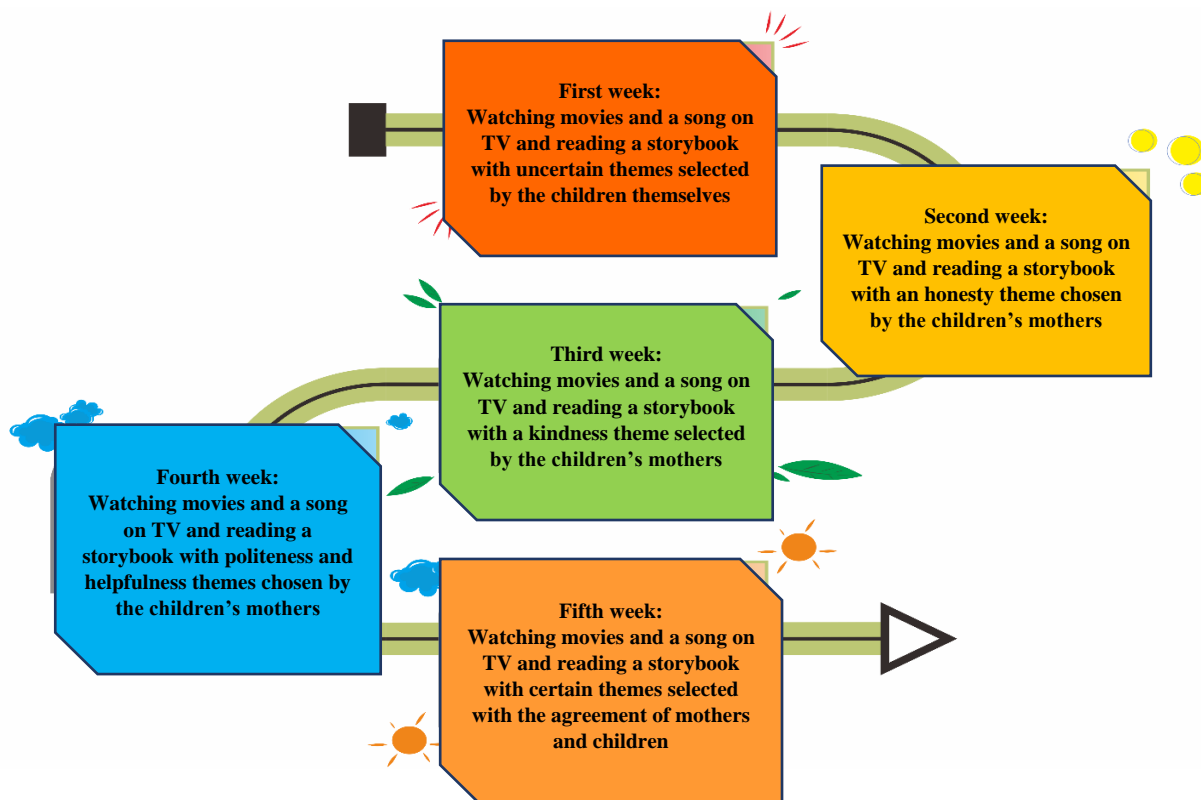 First week:
Watching movies and a song on
TV and reading a storybook
with uncertain themes selected
by the children themselves
Second week:
Watching movies and a song on
TV and reading a storybook
with an honesty theme chosen
by the children’s mothers
Third week:
Watching movies and a song on
TV and reading a storybook
with a kindness theme selected
by the children’s mothers
Fourth week:
Watching movies and a song
on TV and reading a
storybook with politeness and
helpfulness themes chosen by
the children’s mothers
Fifth week:
Watching movies and a song on
TV and reading a storybook
with certain themes selected
with the agreement of mothers
and children